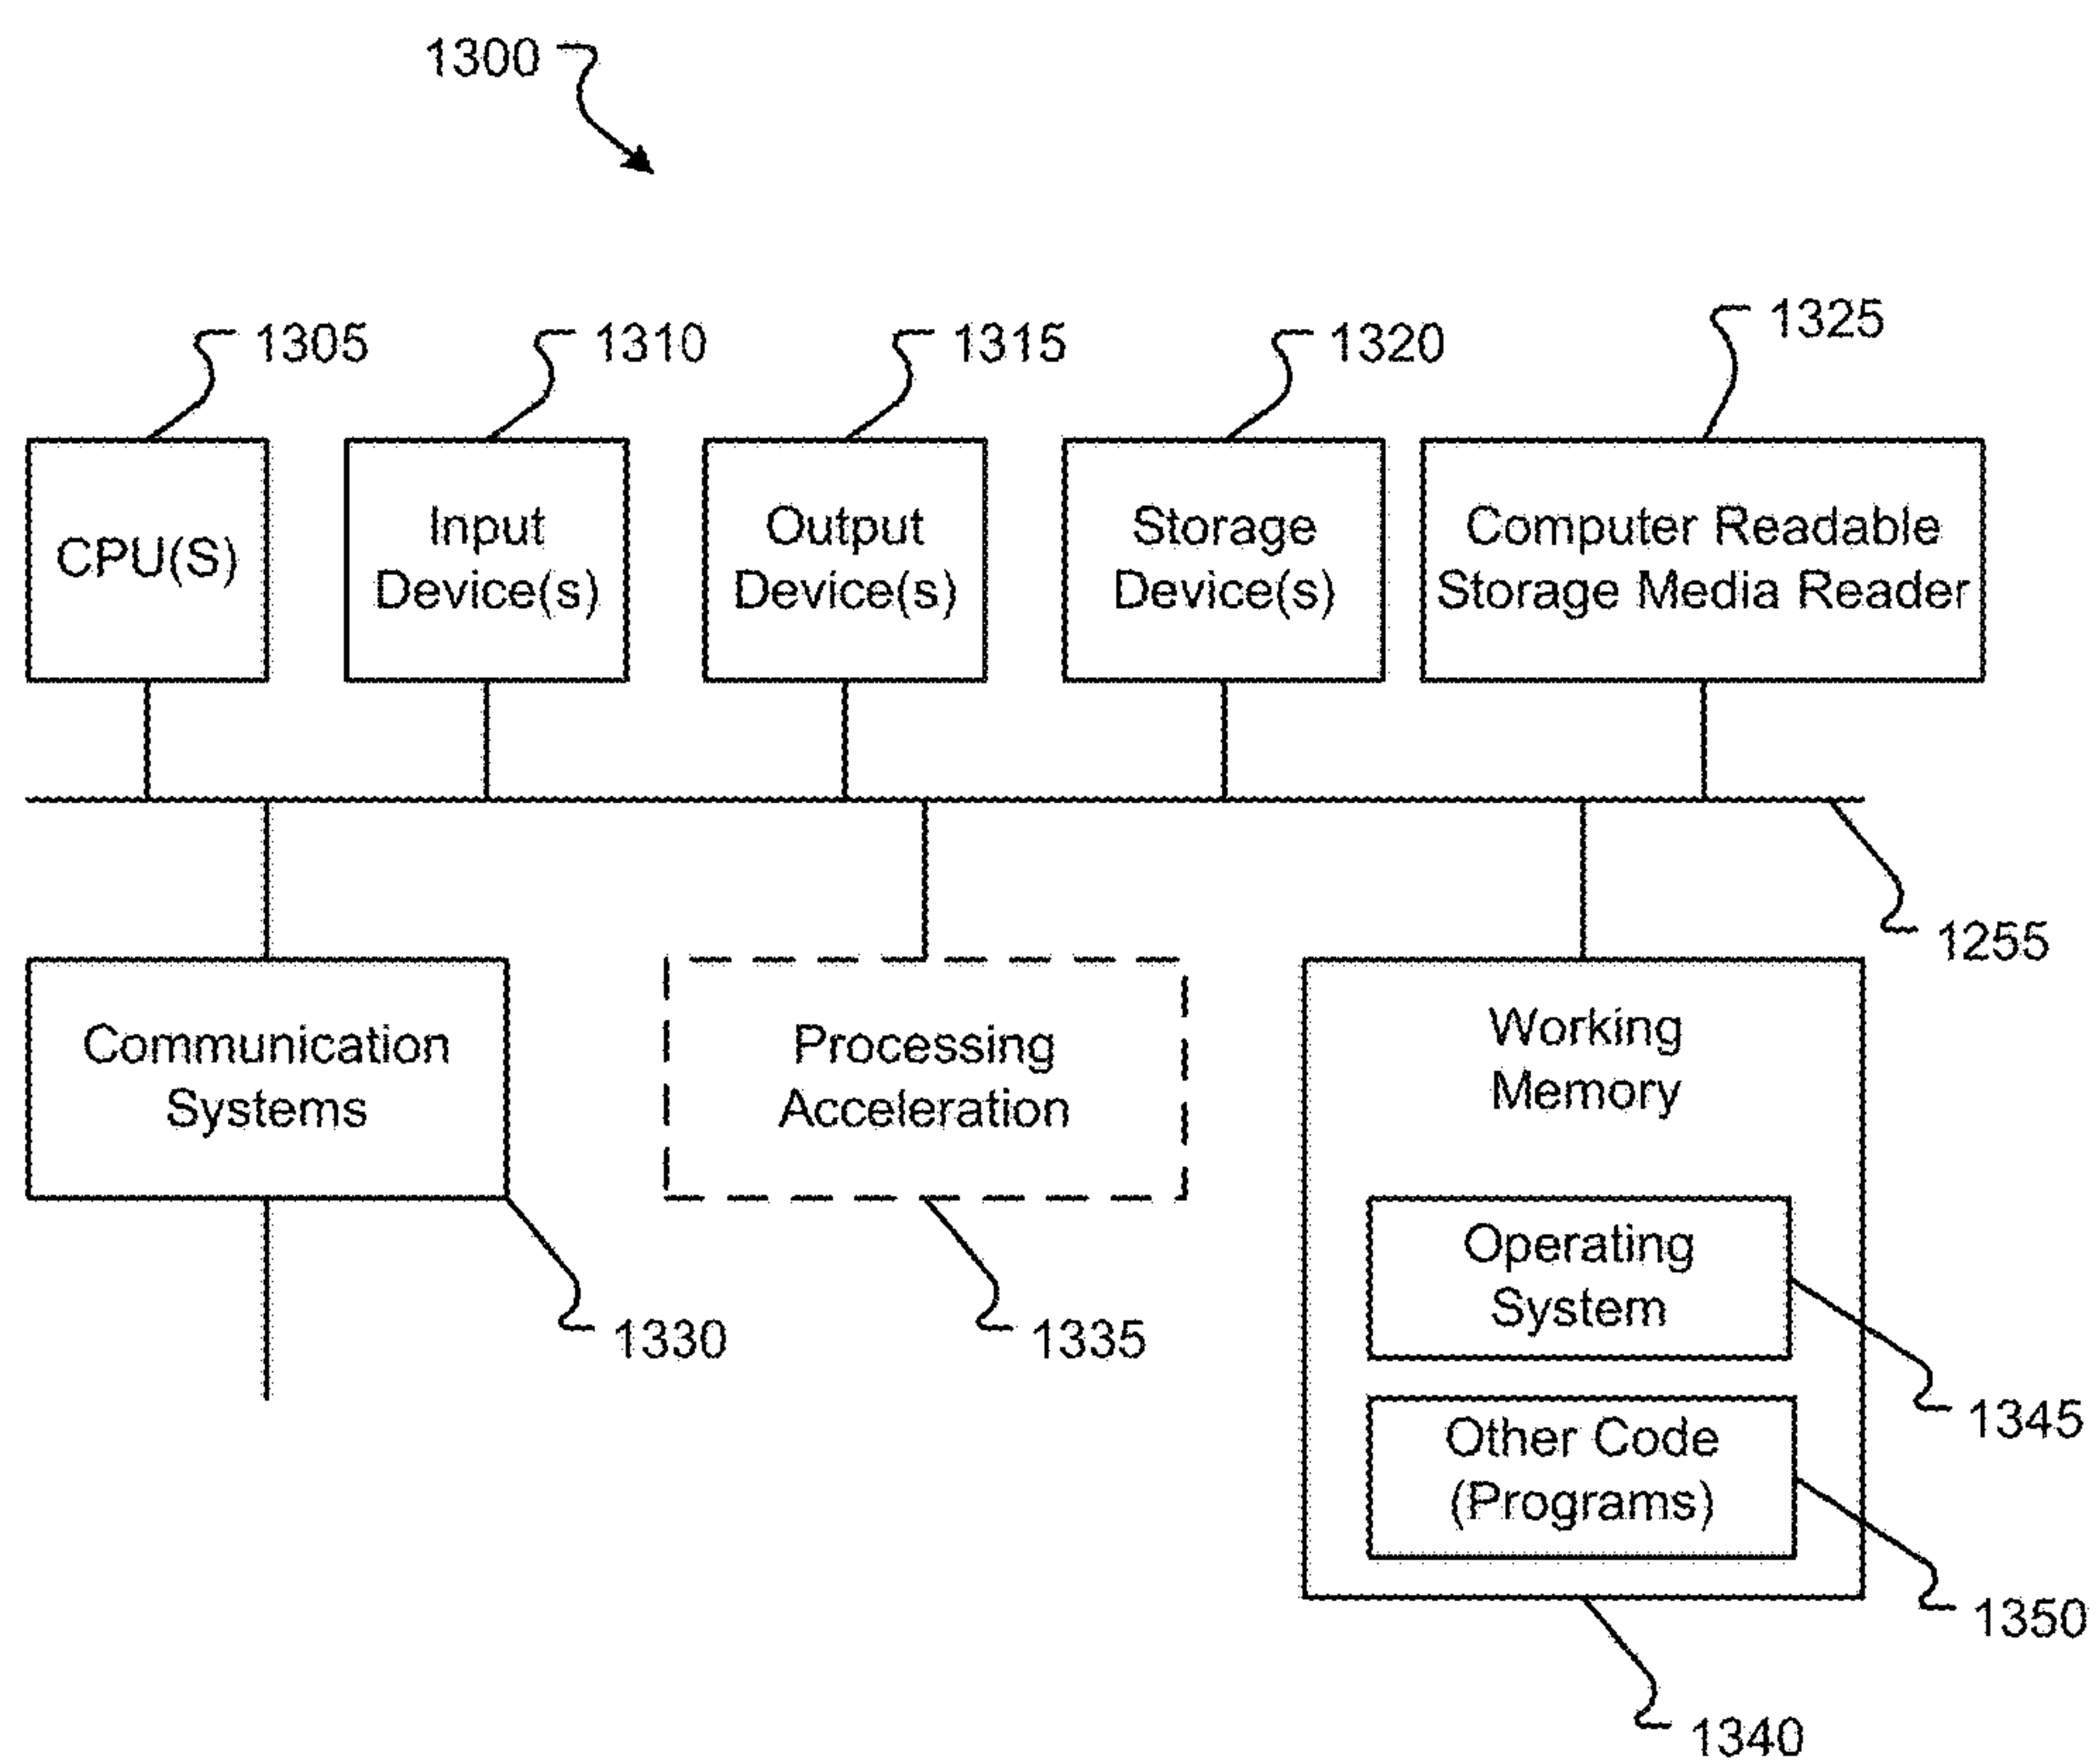 1300
1305
1310
1315
1320
1325
CPU(S)
Input
Device(s)
Output
Device(s)
Storage
Device(s)
Computer Readable
Storage Media Reader
1255
Communication
Systems
Processing
Acceleration
Working
Memory
Operating
System
Other Code
(Programs)
1330
1335
1345
1350
1340